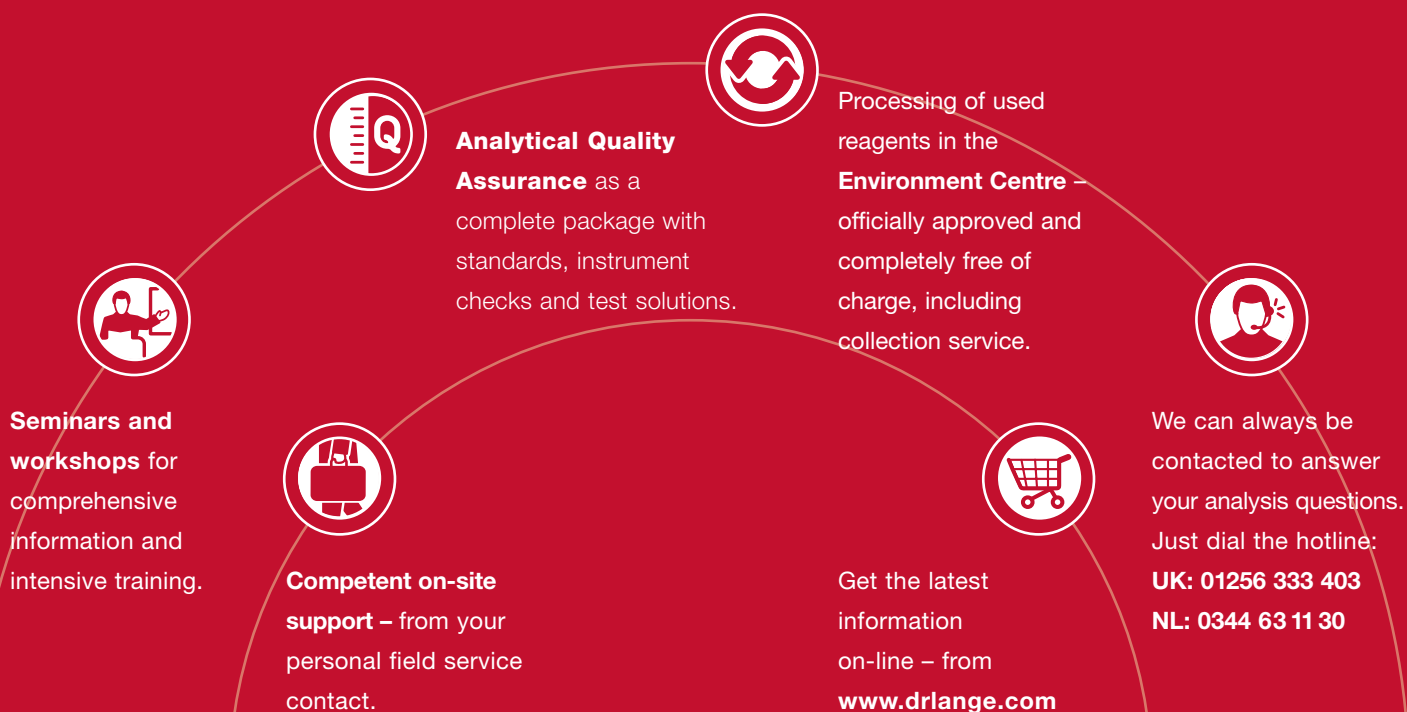 Q
Analytical Quality
Assurance as a
complete package with
standards, instrument
checks and test solutions.
Processing of used
reagents in the
Environment Centre –
officially approved and
completely free of
charge, including
collection service.
Seminars and
workshops for
comprehensive
information and
intensive training.
Competent on-site
support – from your
personal field service
contact.
Get the latest
information
on-line – from
www.drlange.com
We can always be
contacted to answer
your analysis questions.
Just dial the hotline:
UK: 01256 333 403
NL: 0344 63 11 30